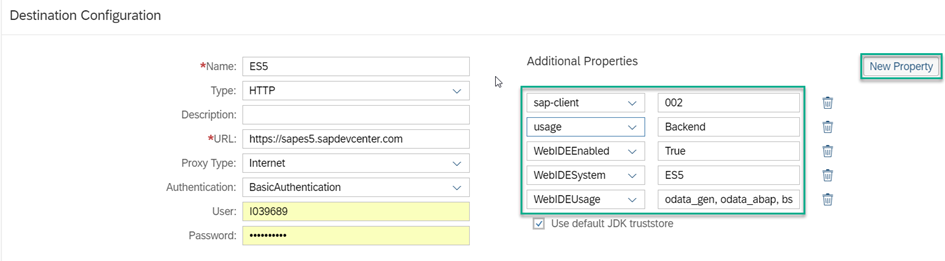 Destination Configuration
*Name: ES5
Type: HTTP
Description:
*URL: https://sapes5.sapdevcenter.com
Proxy Type: Internet
Authentication: BasicAuthentication
User: I039689
Password: ••••••••••
Additional Properties
New Property
sap-client 002
usage Backend
WebIDEEnabled True
WebIDESystem ES5
WebIDEUsage odata_gen, odata_abap, bs
Use default JDK truststore